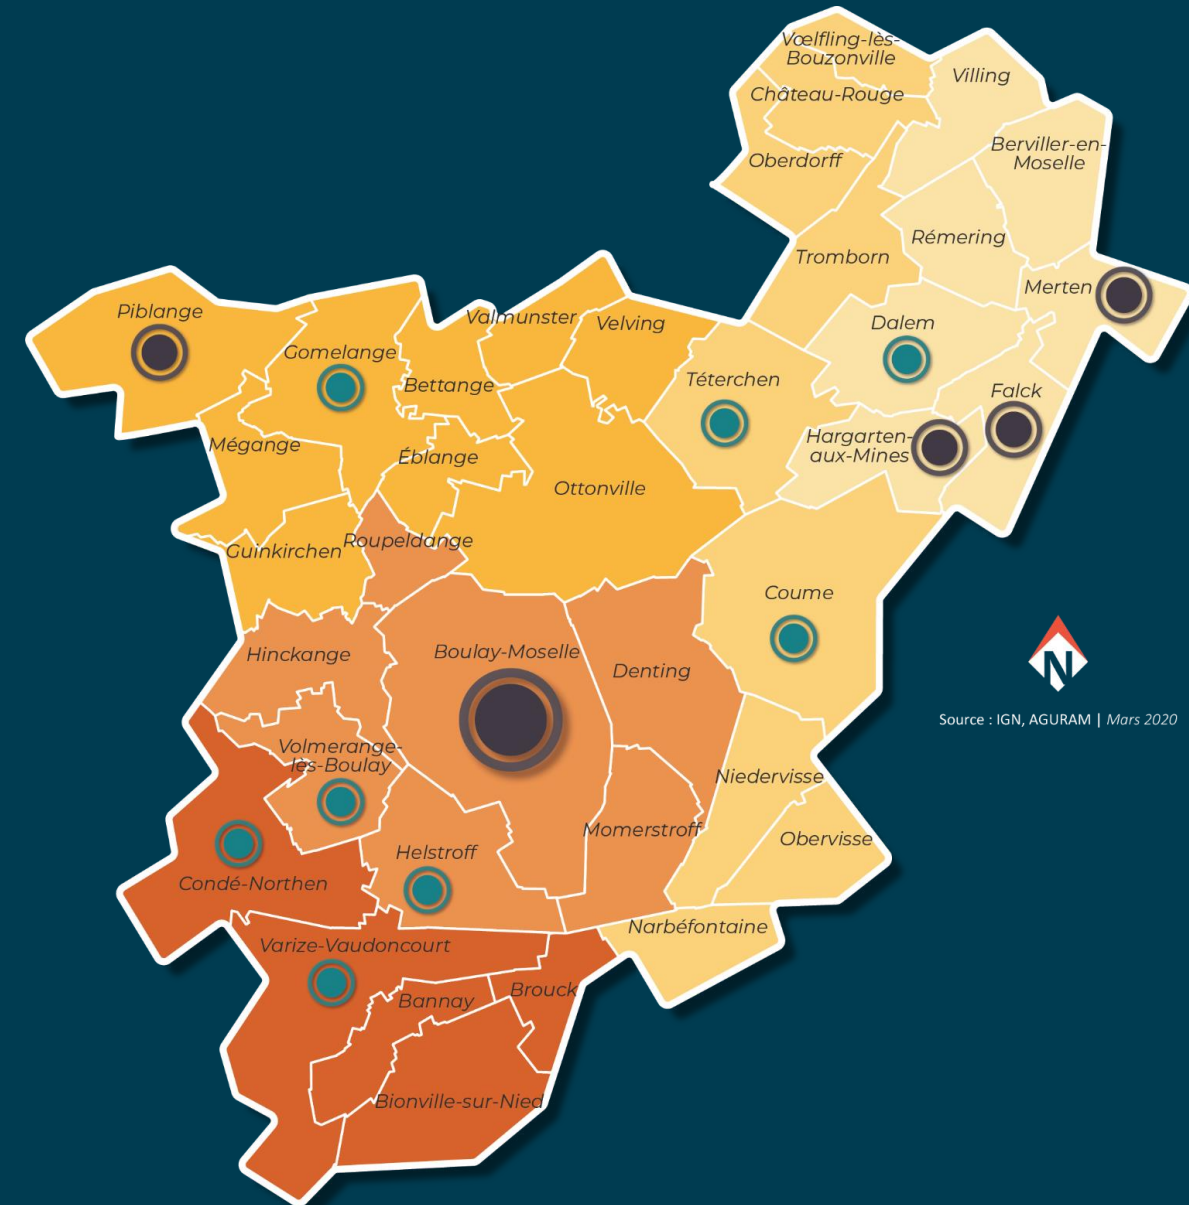 Vœlfling-lès-
Bouzonville
Villing
Château-Rouge
Berviller-en-
Moselle
Oberdorff
Rémering
Tromborn
Merten
Piblange
Valmunster
Velving
Dalem
Gomelange
Bettange
Téterchen
Falck
Hargarten-
aux-Mines
Mégange
Éblange
Ottonville
Guinkirchen
Roupeldange
Coume
Hinckange
Boulay-Moselle
Denting
N
Source : IGN, AGURAM | Mars 2020
Volmerange-
lès-Boulay
Niedervisse
Momerstroff
Obervisse
Helstroff
Condé-Northen
Narbéfontaine
Varize-Vaudoncourt
Brouck
Bannay
Bionville-sur-Nied